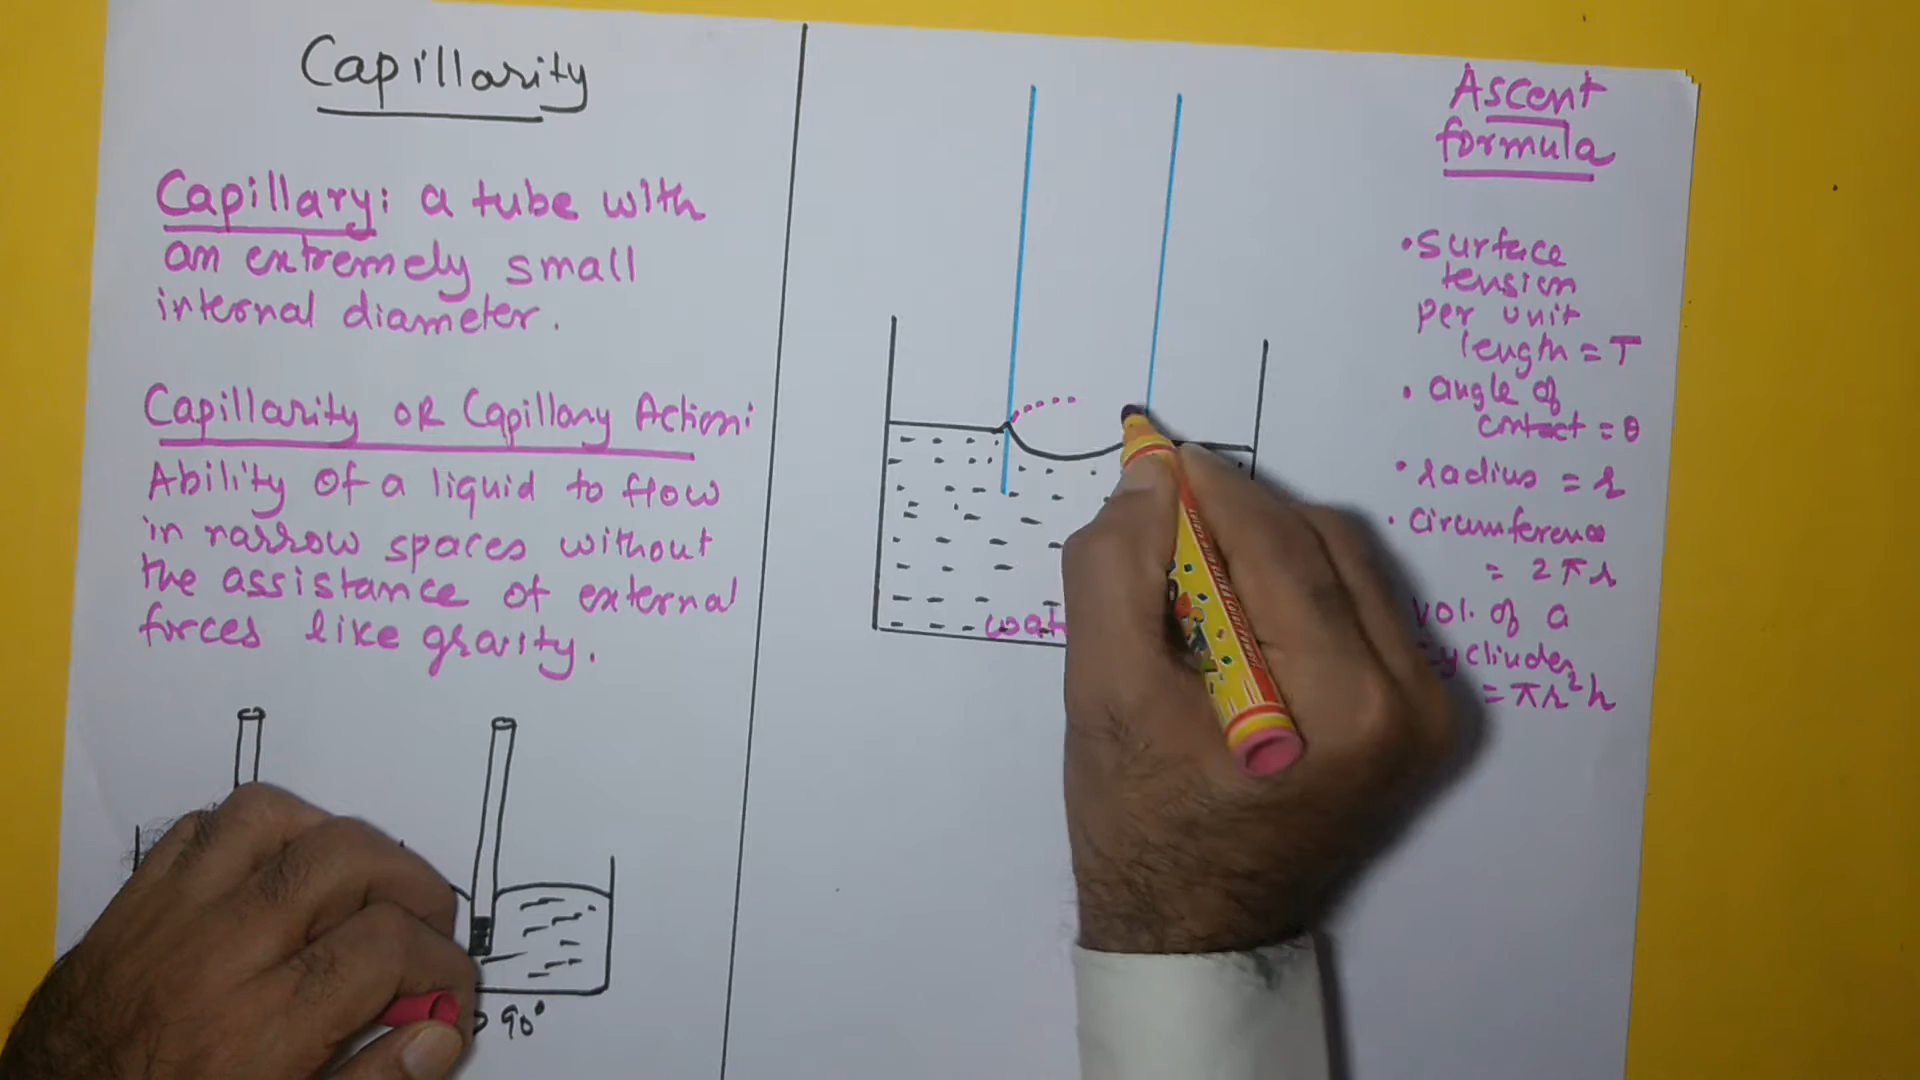 Capillarity
Capillary: a tube with
an extremely small
internal diameter.
Capillarity OR Capillary Action:
Ability of a liquid to flow
in narrow spaces without
the assistance of external
forces like gravity.
> 90°
wat
Ascent
formula
• Surface
tension
per unit
length = T
• angle of
contact = θ
• radius = r
• Circumference
= 2πr
vol. of a
= πr²h